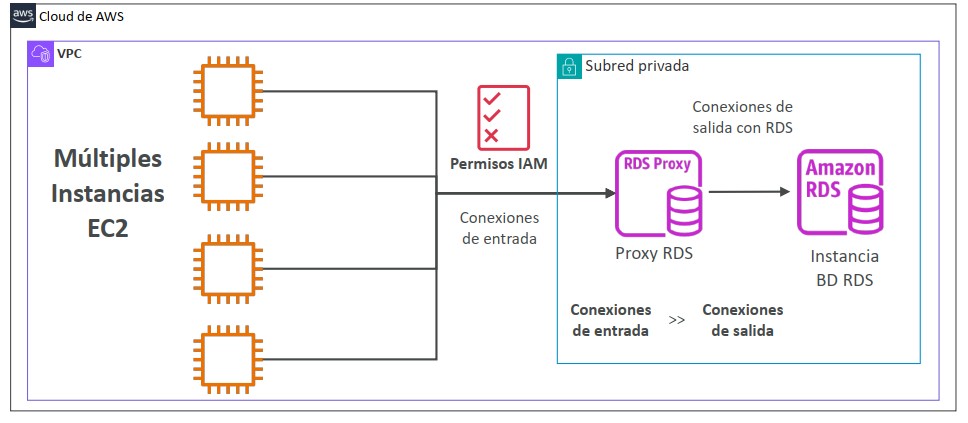 aws
Cloud de AWS
VPC
Múltiples
Instancias
EC2
Permisos IAM
Conexiones
de entrada
Subred privada
Conexiones de
salida con RDS
RDS Proxy
Proxy RDS
Amazon
RDS
Instancia
BD RDS
Conexiones
de entrada
>>
Conexiones
de salida